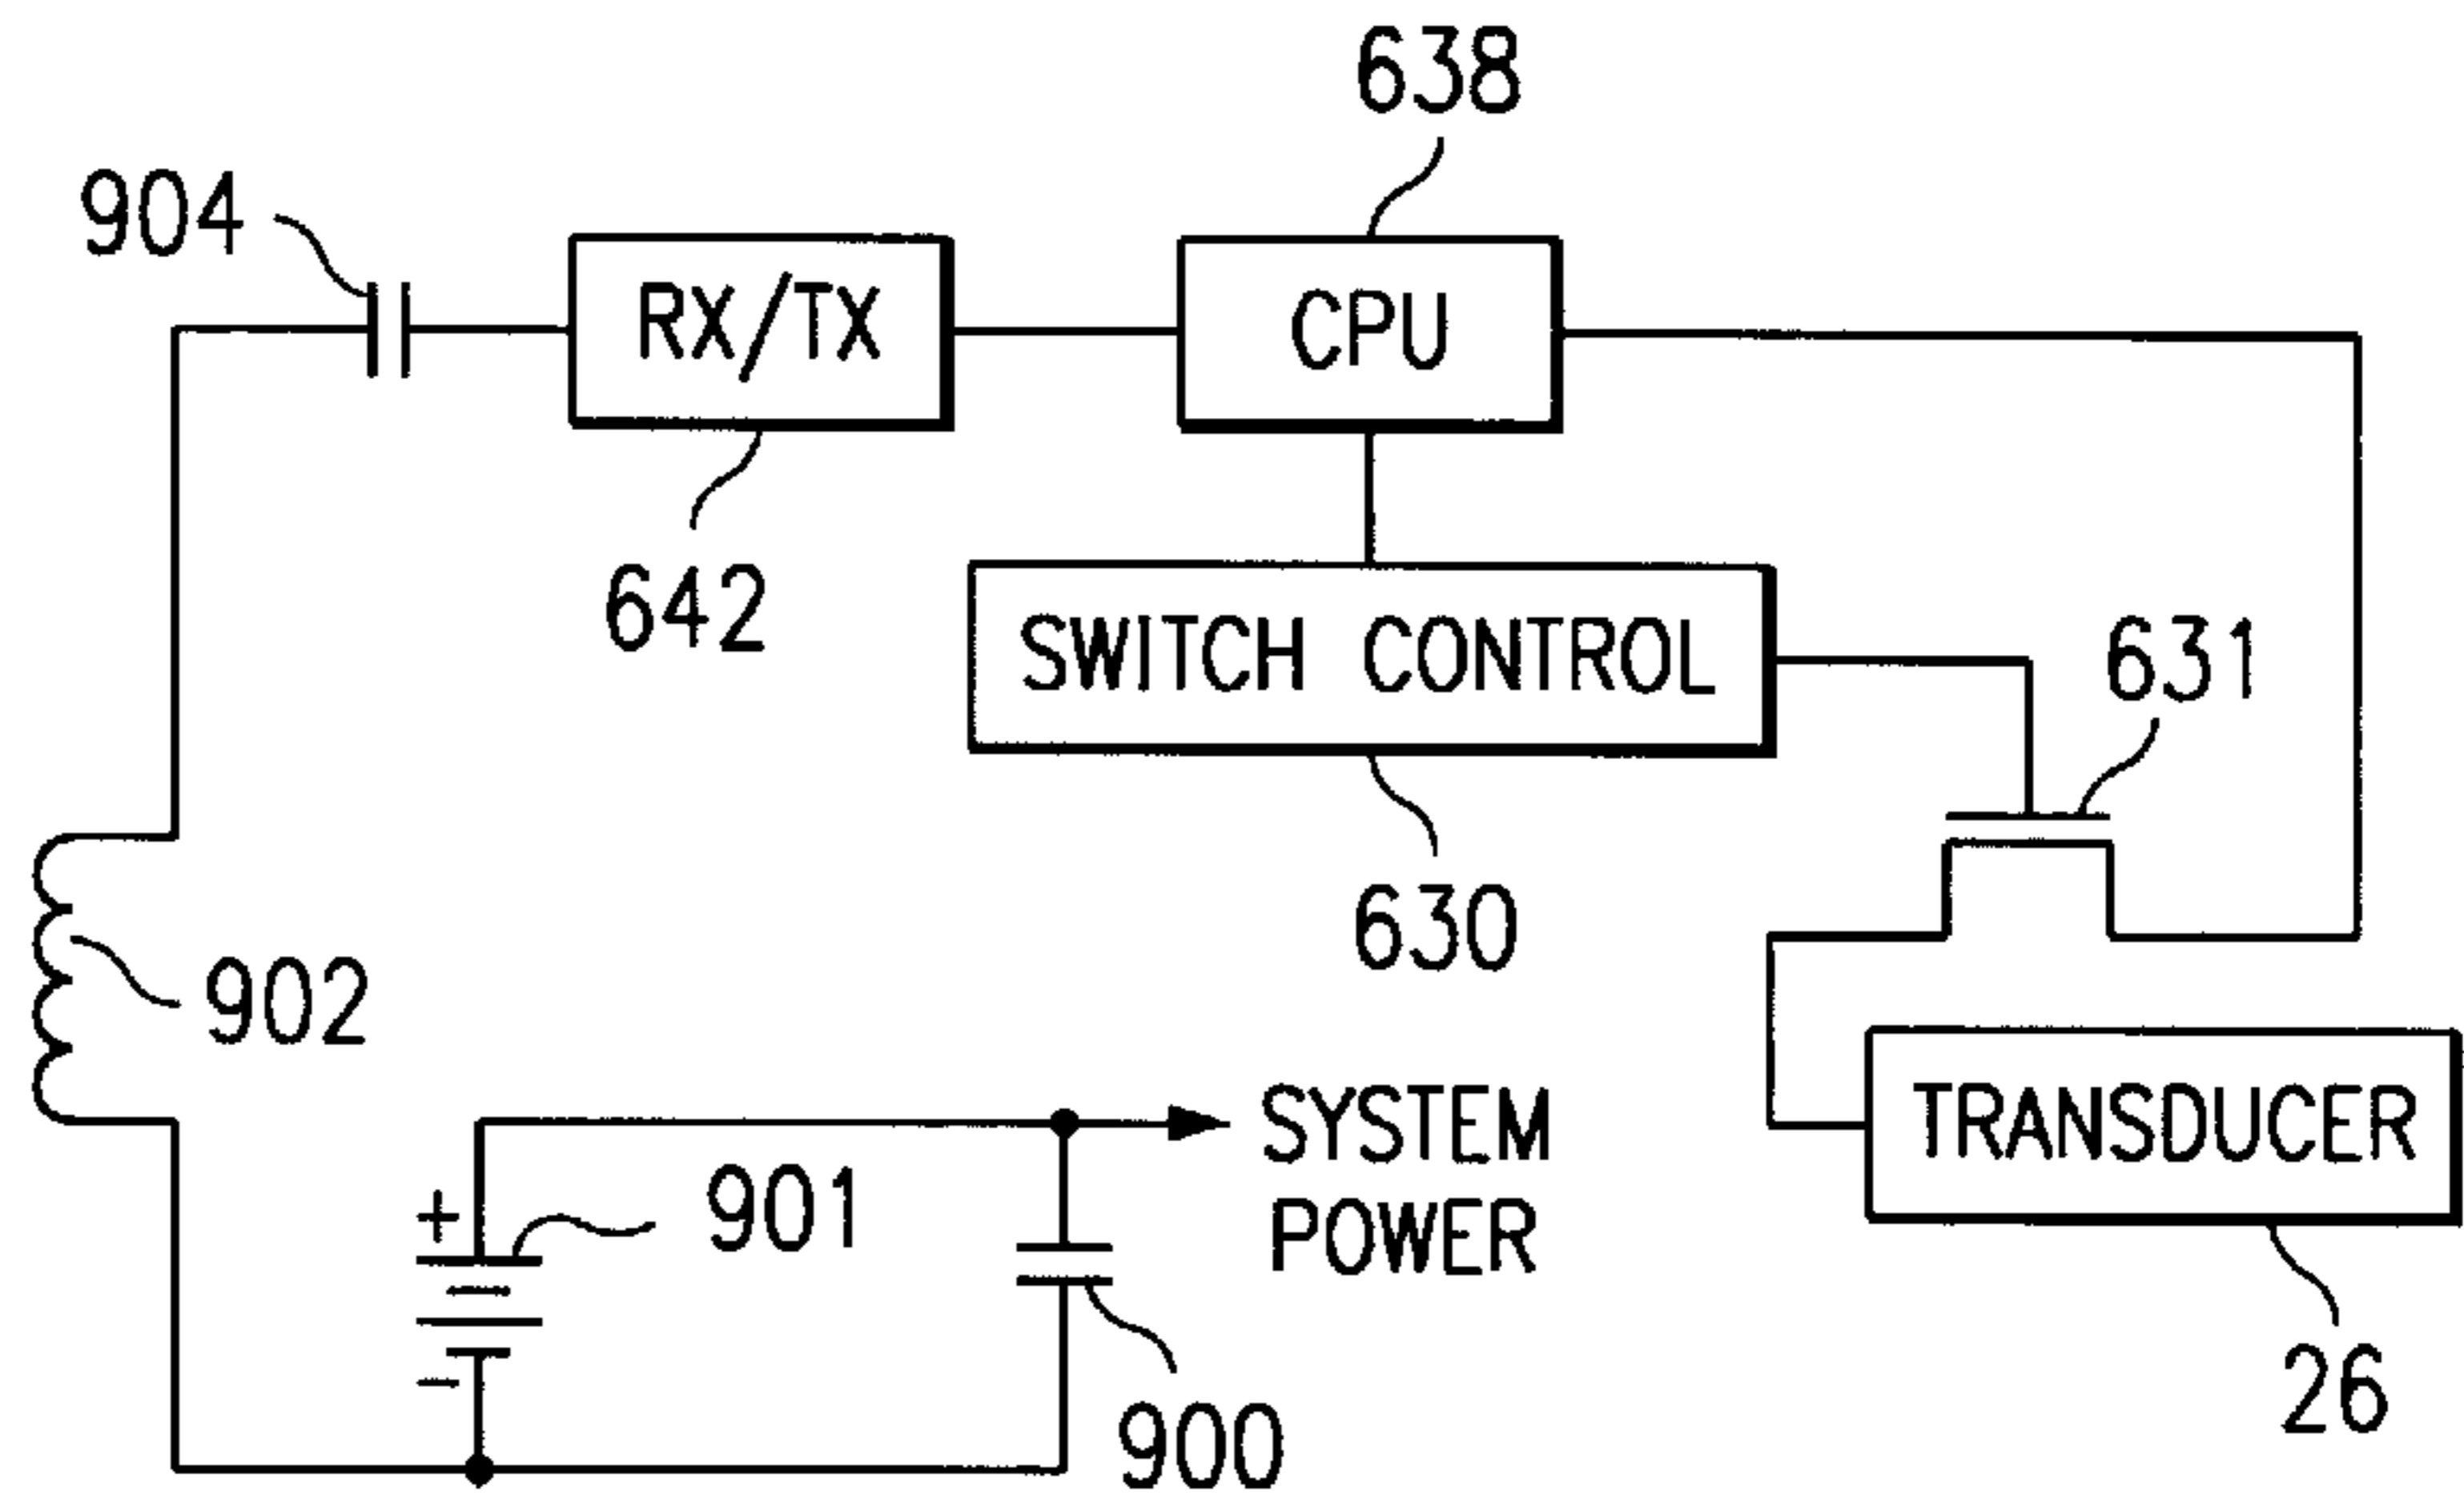 638
904
RX/TX
CPU
642
SWITCH CONTROL
631
630
902
SYSTEM
POWER
TRANSDUCER
+
901
-
900
26